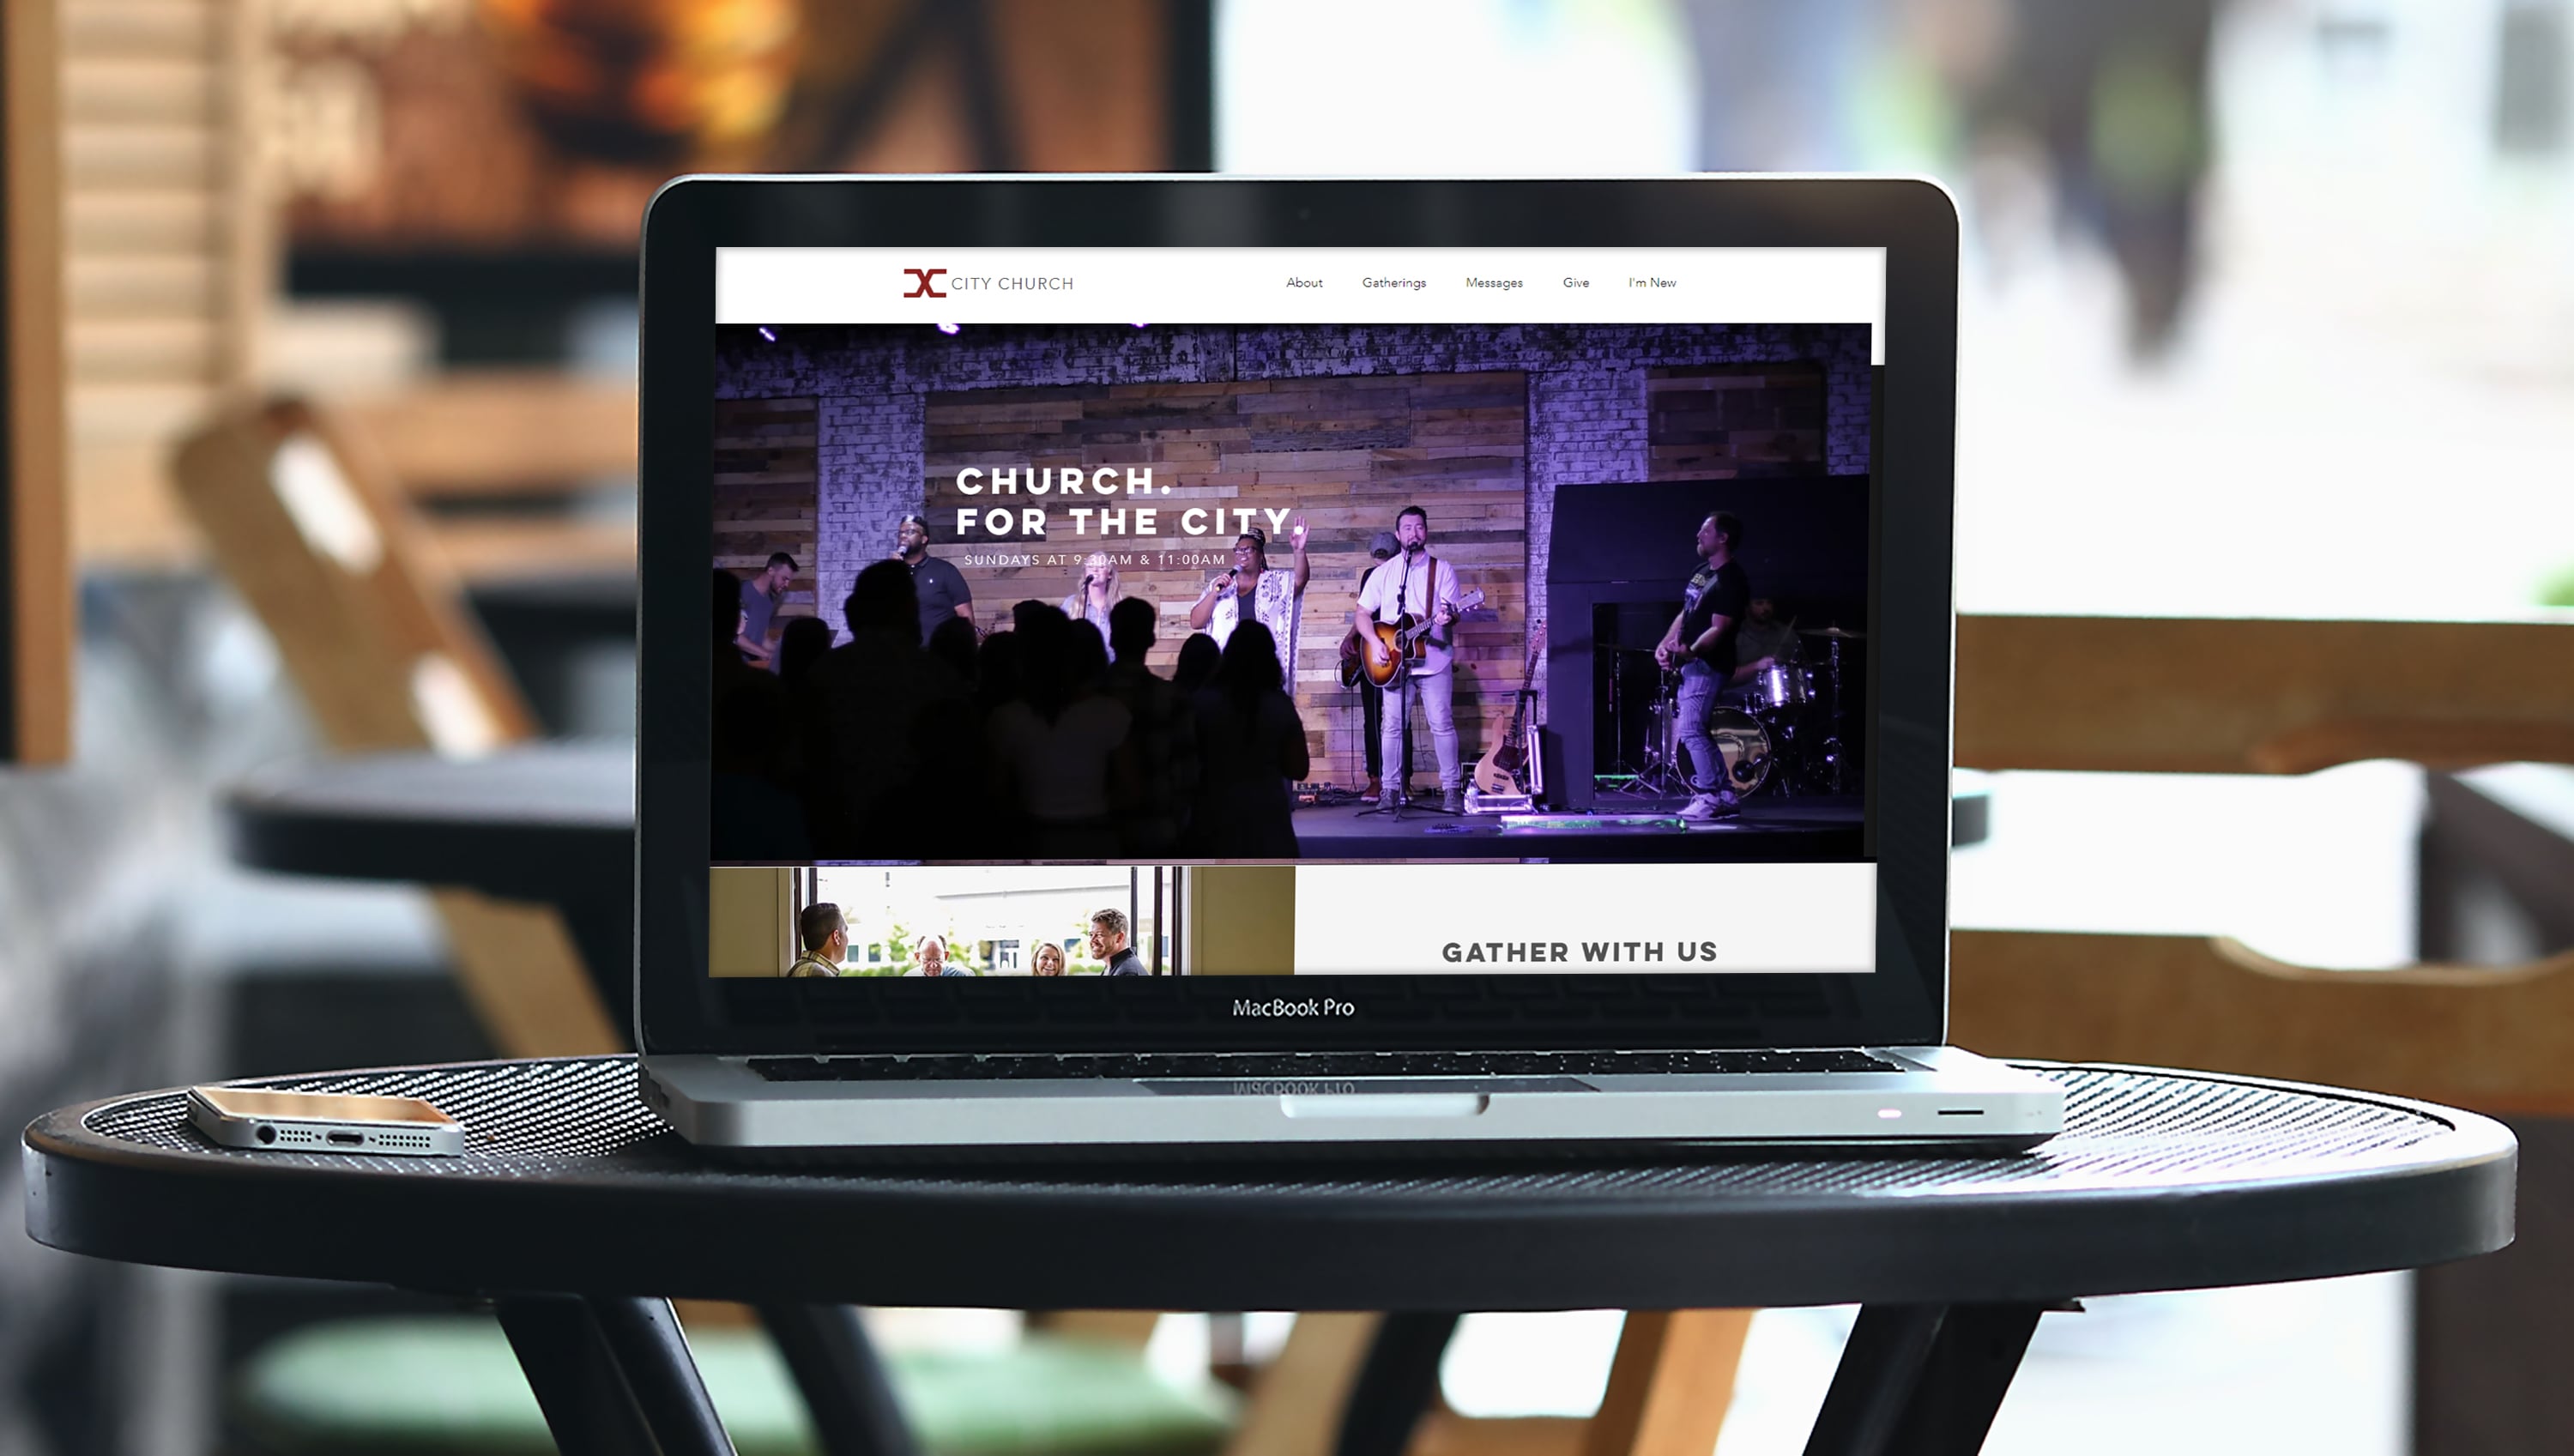 CITY CHURCH
About Gatherings Messages Give I'm New
CHURCH.
FOR THE CITY
SUNDAYS AT 9:30AM & 11:00AM
GATHER WITH US
MacBook Pro